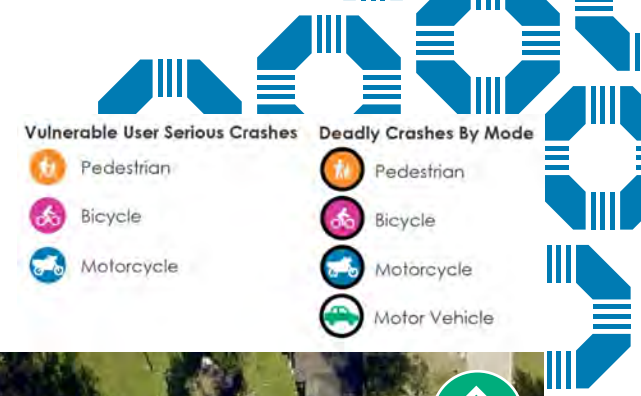 Vulnerable User Serious Crashes
Pedestrian
Bicycle
Motorcycle
Deadly Crashes By Mode
Pedestrian
Bicycle
Motorcycle
Motor Vehicle